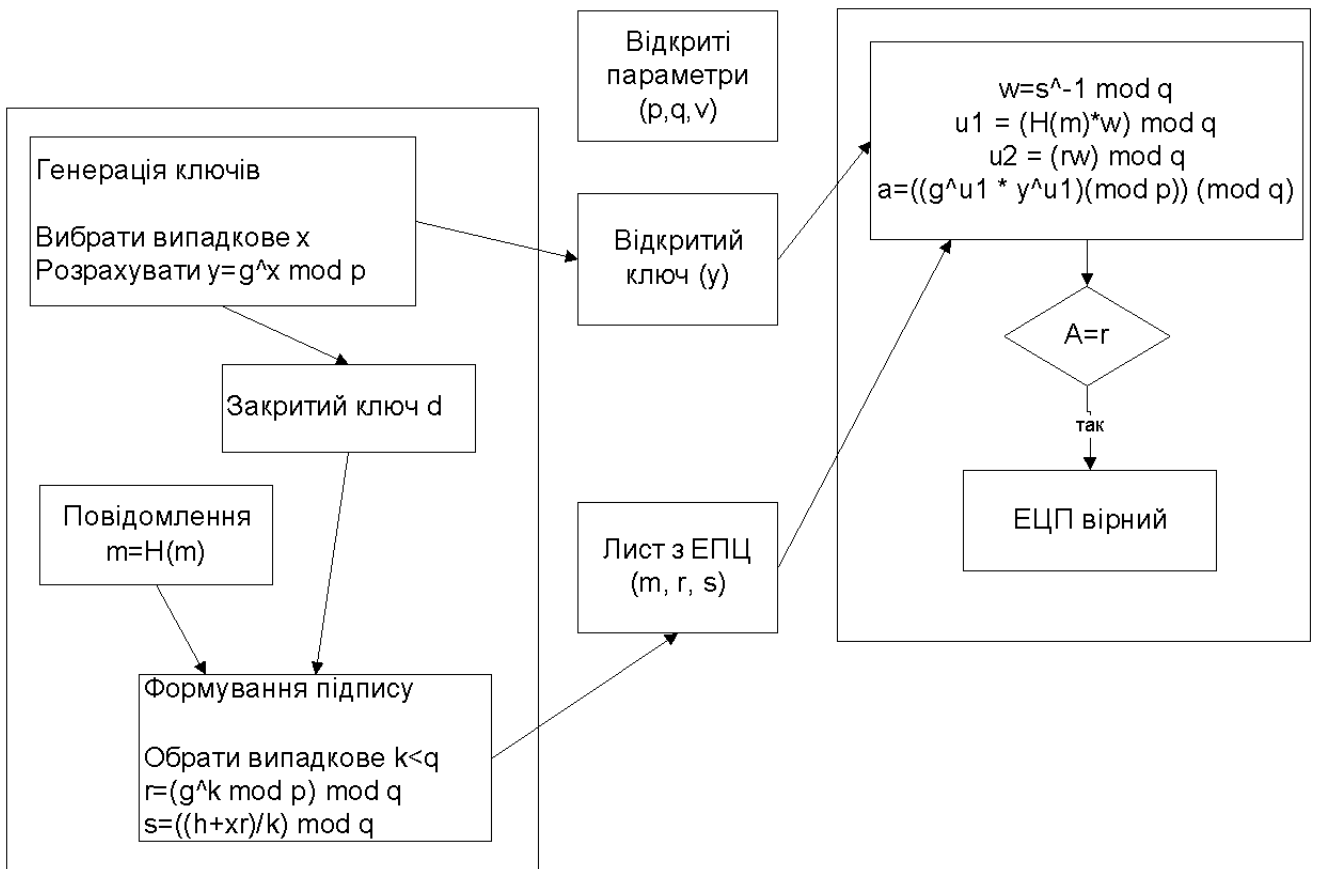 Відкриті
параметри
(p,q,v)
Генерація ключів
Вибрати випадкове x
Розрахувати y=g^x mod p
Відкритий
ключ (y)
Закритий ключ d
Повідомлення
m=H(m)
Формування підпису
Обрати випадкове k<q
r=(g^k mod p) mod q
s=((h+xr)/k) mod q
Лист з ЕПЦ
(m, r, s)
w=s^-1 mod q
u1 = (H(m)*w) mod q
u2 = (rw) mod q
a=((g^u1 * y^u1)(mod p)) (mod q)
A=r
так
ЕЦП вірний